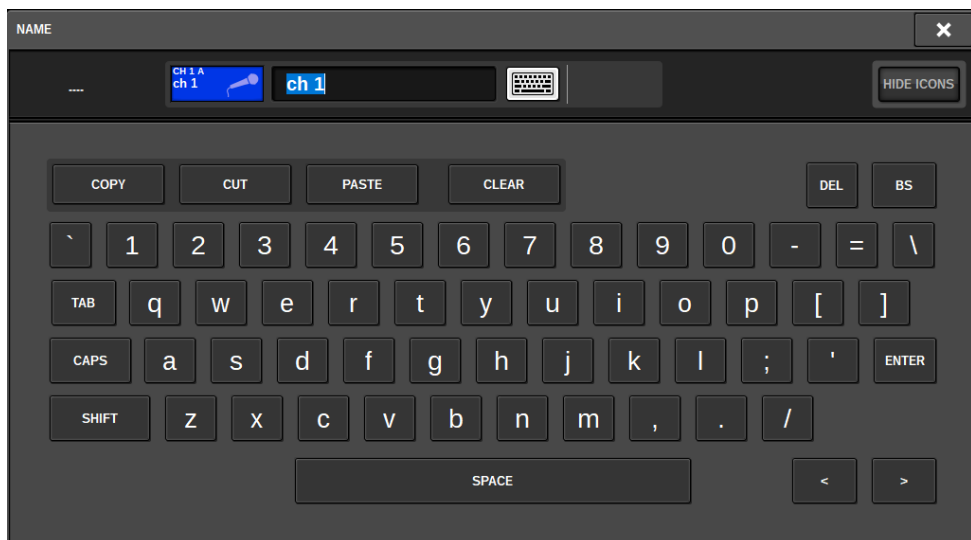 NAME ×
---- CH 1 A ch 1 ch 1 HIDE ICONS
COPY CUT PASTE CLEAR DEL BS
` 1 2 3 4 5 6 7 8 9 0 - = \
TAB q w e r t y u i o p [ ]
CAPS a s d f g h j k l ; ' ENTER
SHIFT z x c v b n m , . /
SPACE < >